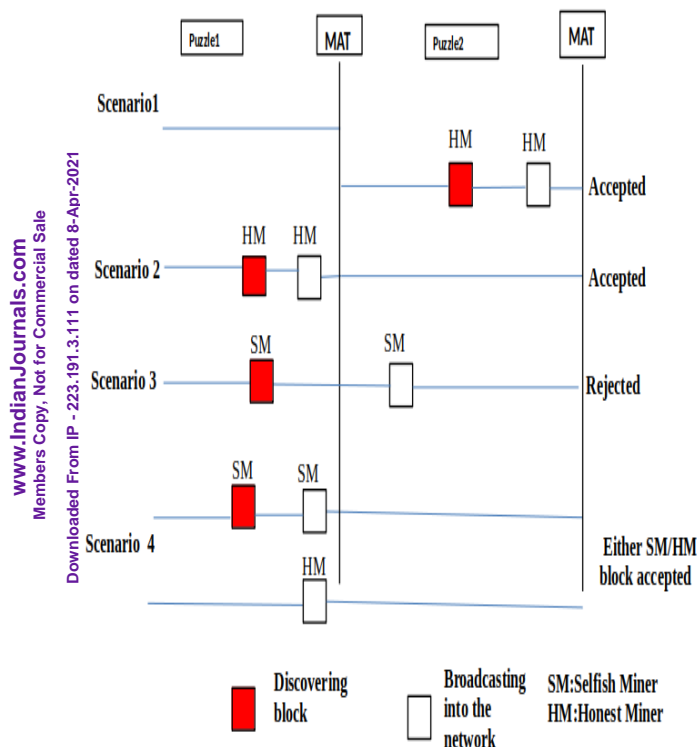 Puzzle1
MAT
Puzzle2
MAT
Scenario1
HM
HM
Accepted
HM
HM
Scenario 2
Accepted
SM
SM
Scenario 3
Rejected
SM
SM
Scenario 4
Either SM/HM
block accepted
HM
Discovering
block
Broadcasting
into the
network
SM:Selfish Miner
HM:Honest Miner
www.IndianJournals.com
Members Copy, Not for Commercial Sale
Downloaded From IP - 223.191.3.111 on dated 8-Apr-2021